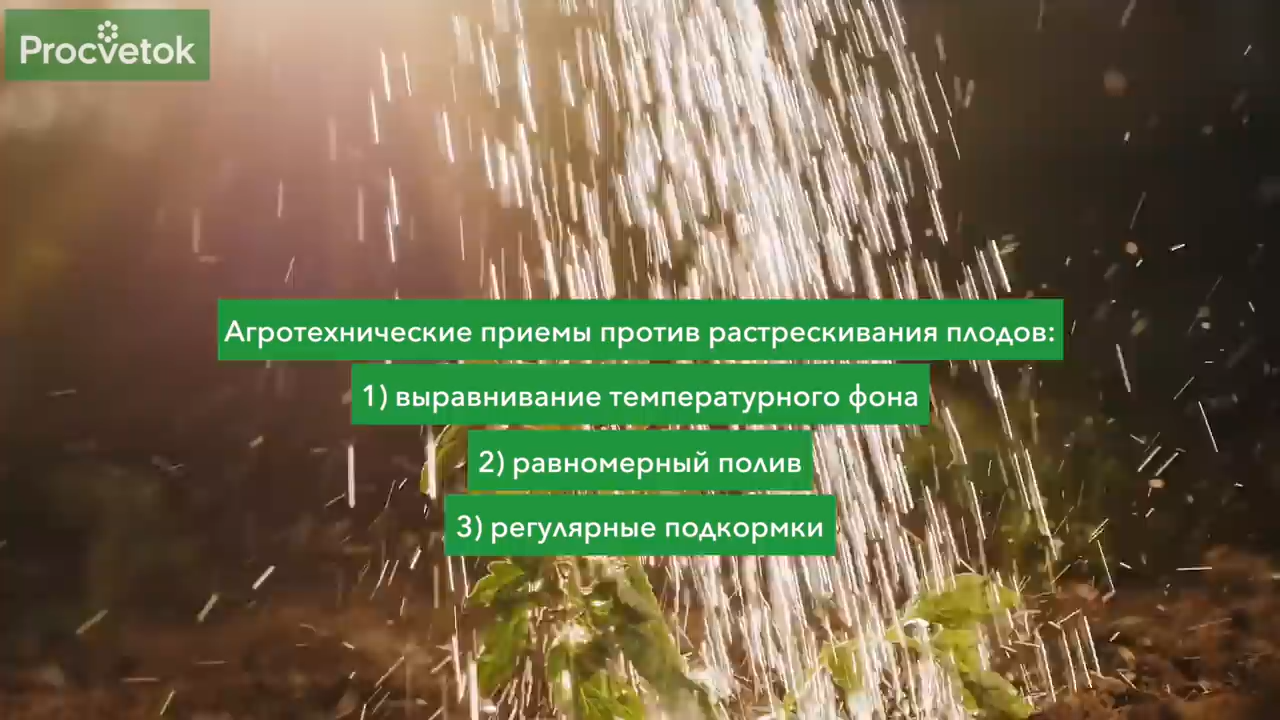 Procvetok
Агротехнические приемы против растрескивания плодов:
1) выравнивание температурного фона
2) равномерный полив
3) регулярные подкормки